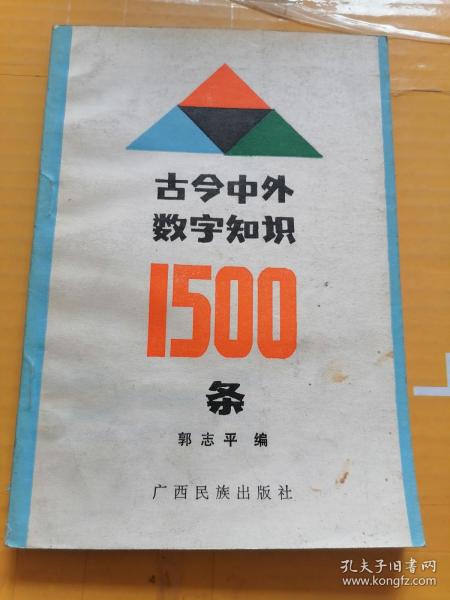 古今中外
数字知识
1500
条
郭志平 编
广西民族出版社
孔夫子旧书网
www.kongfz.com